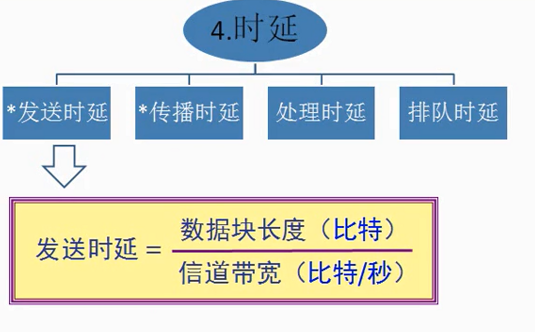 4.时延
*发送时延
*传播时延
处理时延
排队时延
发送时延 = 数据块长度（比特）
信道带宽（比特/秒）